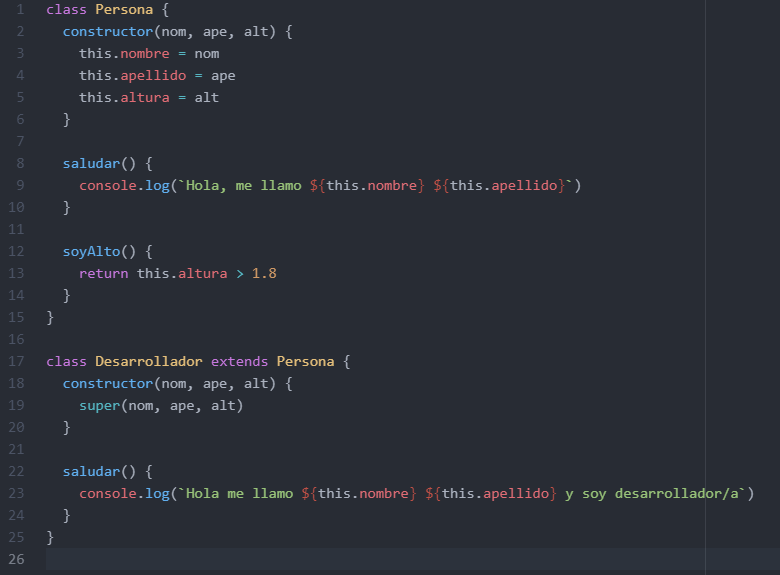 1 class Persona {
2   constructor(nom, ape, alt) {
3     this.nombre = nom
4     this.apellido = ape
5     this.altura = alt
6   }
7
8   saludar() {
9     console.log(`Hola, me llamo ${this.nombre} ${this.apellido}`)
10   }
11
12   soyAlto() {
13     return this.altura > 1.8
14   }
15 }
16
17 class Desarrollador extends Persona {
18   constructor(nom, ape, alt) {
19     super(nom, ape, alt)
20   }
21
22   saludar() {
23     console.log(`Hola me llamo ${this.nombre} ${this.apellido} y soy desarrollador/a`)
24   }
25 }
26